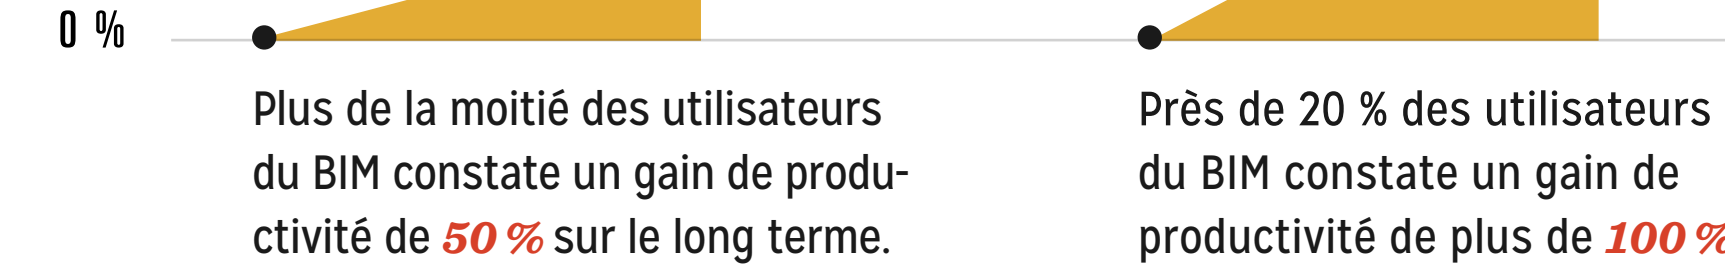 0 %
Plus de la moitié des utilisateurs
du BIM constate un gain de produ-
ctivité de 50 % sur le long terme.
Près de 20 % des utilisateurs
du BIM constate un gain de
productivité de plus de 100 %